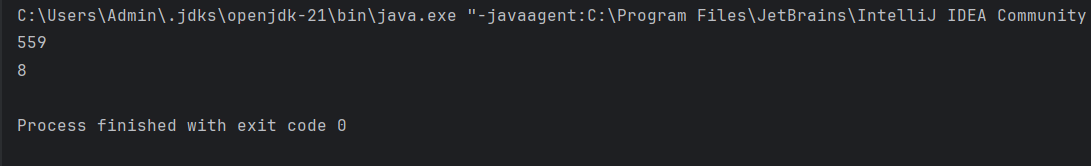 C:\Users\Admin\.jdks\openjdk-21\bin\java.exe "-javaagent:C:\Program Files\JetBrains\IntelliJ IDEA Community
559
8
Process finished with exit code 0